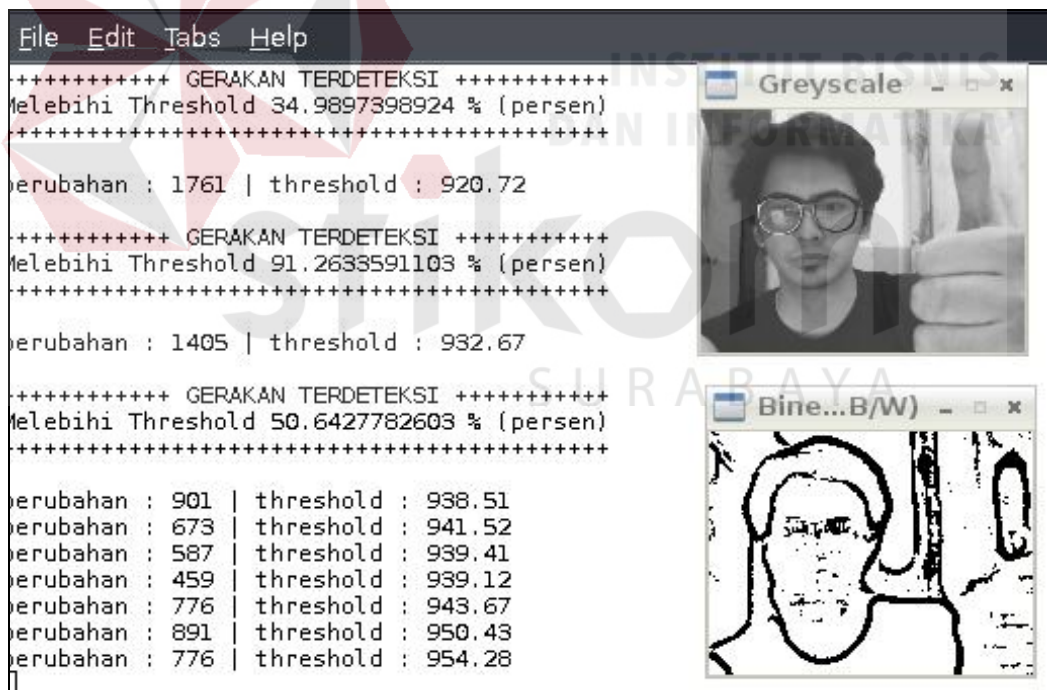 File Edit Tabs Help
++++++++++++ GERAKAN TERDETEKSI ++++++++++++
Melebihi Threshold 34.9897398924 % (persen)
+++++++++++++++++++++++++++++++++++++++++++
perubahan : 1761 | threshold : 920.72
++++++++++++ GERAKAN TERDETEKSI ++++++++++++
Melebihi Threshold 91.2633591103 % (persen)
+++++++++++++++++++++++++++++++++++++++++++
perubahan : 1405 | threshold : 932.67
++++++++++++ GERAKAN TERDETEKSI ++++++++++++
Melebihi Threshold 50.6427782603 % (persen)
+++++++++++++++++++++++++++++++++++++++++++
perubahan : 901 | threshold : 938.51
perubahan : 673 | threshold : 941.52
perubahan : 587 | threshold : 939.41
perubahan : 459 | threshold : 939.12
perubahan : 776 | threshold : 943.67
perubahan : 891 | threshold : 950.43
perubahan : 776 | threshold : 954.28
Greyscale
Bine...B/W)
INSTITUT BISNIS
DAN INFORMATIKA
stikom
SURABAYA